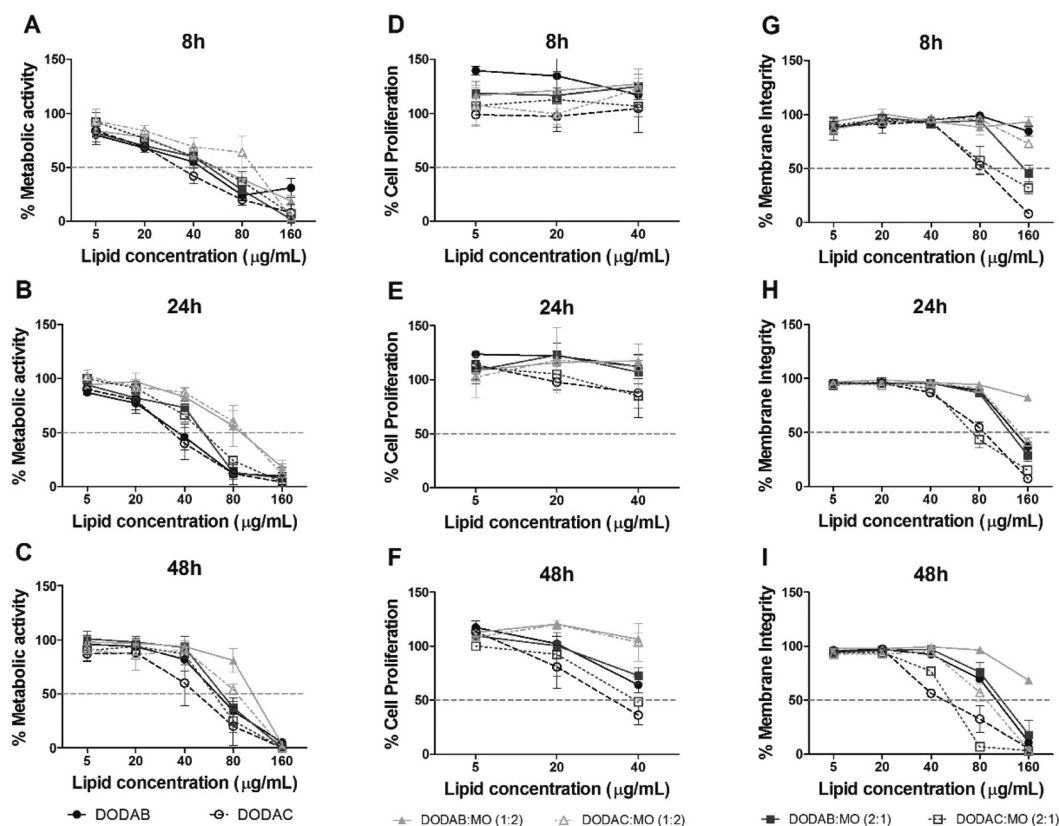 A
8h
% Metabolic activity
150
100
50
0
5 20 40 80 160
Lipid concentration (µg/mL)
D
8h
% Cell Proliferation
150
100
50
0
5 20 40
Lipid concentration (µg/mL)
G
8h
% Membrane Integrity
150
100
50
0
5 20 40 80 160
Lipid concentration (µg/mL)
B
24h
% Metabolic activity
150
100
50
0
5 20 40 80 160
Lipid concentration (µg/mL)
E
24h
% Cell Proliferation
150
100
50
0
5 20 40
Lipid concentration (µg/mL)
H
24h
% Membrane Integrity
150
100
50
0
5 20 40 80 160
Lipid concentration (µg/mL)
C
48h
% Metabolic activity
150
100
50
0
5 20 40 80 160
Lipid concentration (µg/mL)
F
48h
% Cell Proliferation
150
100
50
0
5 20 40
Lipid concentration (µg/mL)
I
48h
% Membrane Integrity
150
100
50
0
5 20 40 80 160
Lipid concentration (µg/mL)
DODAB DODAC DODAB:MO (1:2) DODAC:MO (1:2) DODAB:MO (2:1) DODAC:MO (2:1)